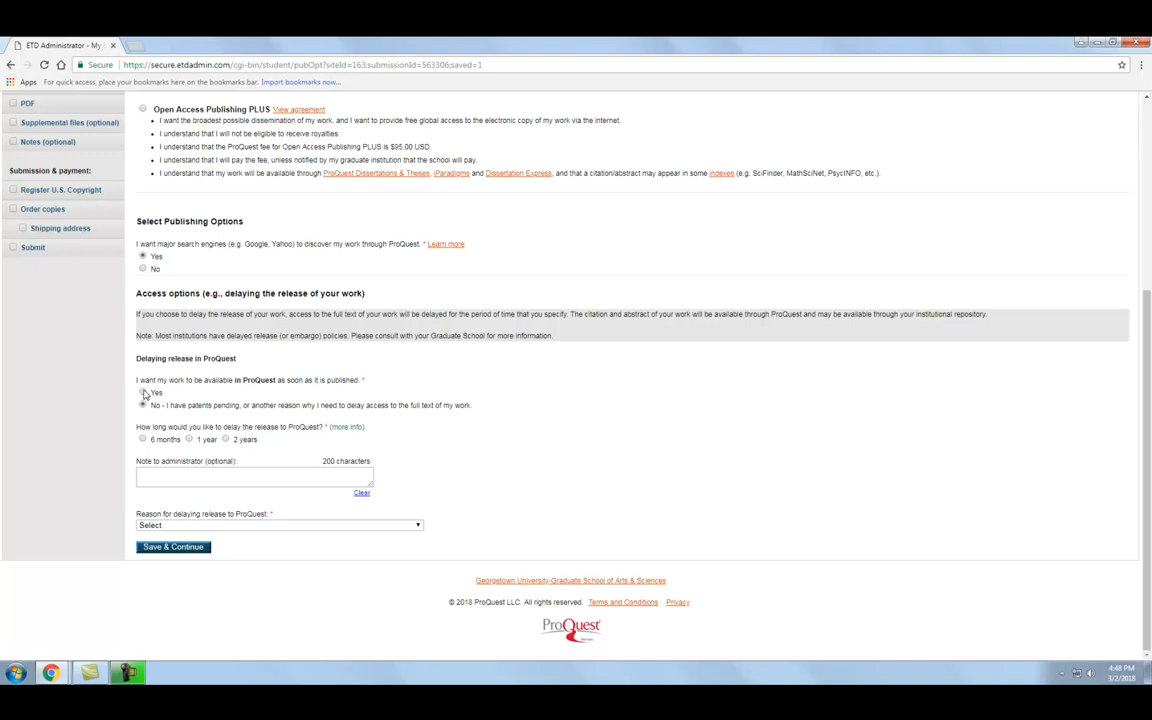 ETD Administrator - My
Secure
https://secure.etdadmin.com/cgi-bin/student/pubOpt?siteId=163;submissionId=563306;saved=1
Apps
For quick access, place your bookmarks here on the bookmarks bar. Import bookmarks now...
PDF
Supplemental files (optional)
Notes (optional)
Submission & payment:
Register U.S. Copyright
Order copies
Shipping address
Submit
Open Access Publishing PLUS View agreement
• I want the broadest possible dissemination of my work, and I want to provide free global access to the electronic copy of my work via the internet.
• I understand that I will not be eligible to receive royalties.
• I understand that the ProQuest fee for Open Access Publishing PLUS is $95.00 USD.
• I understand that I will pay the fee, unless notified by my graduate institution that the school will pay.
• I understand that my work will be available through ProQuest Dissertations & Theses, iParadigms and Dissertation Express, and that a citation/abstract may appear in some indexes (e.g. SciFinder, MathSciNet, PsycINFO, etc.).
Select Publishing Options
I want major search engines (e.g. Google, Yahoo) to discover my work through ProQuest. * Learn more
Yes
No
Access options (e.g., delaying the release of your work)
If you choose to delay the release of your work, access to the full text of your work will be delayed for the period of time that you specify. The citation and abstract of your work will be available through ProQuest and may be available through your institutional repository.
Note: Most institutions have delayed release (or embargo) policies. Please consult with your Graduate School for more information.
Delaying release in ProQuest
I want my work to be available in ProQuest as soon as it is published. *
Yes
No - I have patents pending, or another reason why I need to delay access to the full text of my work.
How long would you like to delay the release to ProQuest? * (more info)
6 months 1 year 2 years
Note to administrator (optional): 200 characters
Clear
Reason for delaying release to ProQuest: *
Select
Save & Continue
Georgetown University-Graduate School of Arts & Sciences
© 2018 ProQuest LLC. All rights reserved. Terms and Conditions Privacy
ProQuest
4:48 PM
3/2/2018